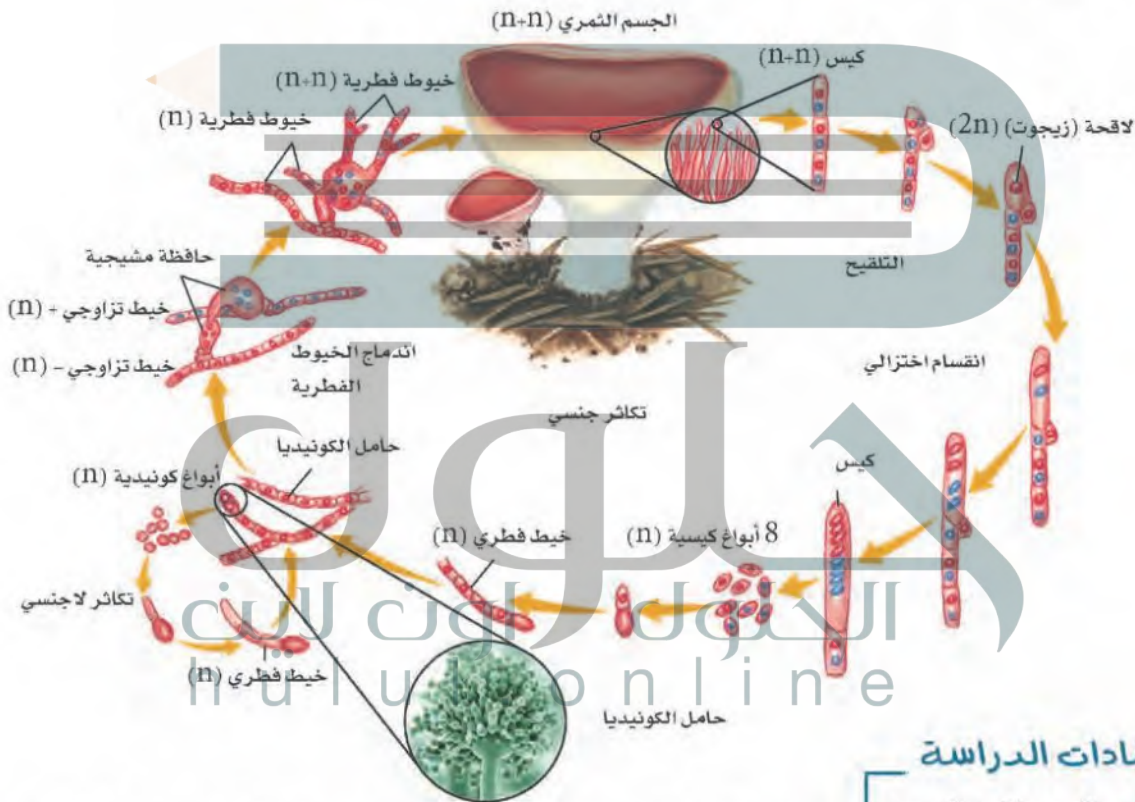 الجسم الثمري (n+n)
كيس (n+n)
خيوط فطرية (n+n)
خيوط فطرية (n)
لاقحة (زيجوت) (2n)
التلقيح
حافظة مشيجية
خيط تزاوجي + (n)
خيط تزاوجي - (n)
اندماج الخيوط
الفطرية
انقسام اختزالي
تكاثر جنسي
حامل الكونيديا
أبواغ كونيدية (n)
كيس
8 أبواغ كيسية (n)
خيط فطري (n)
تكاثر لاجنسي
خيط فطري (n)
حامل الكونيديا
حلول
الحلول اون لاين
hulul online
ادات الدراسة